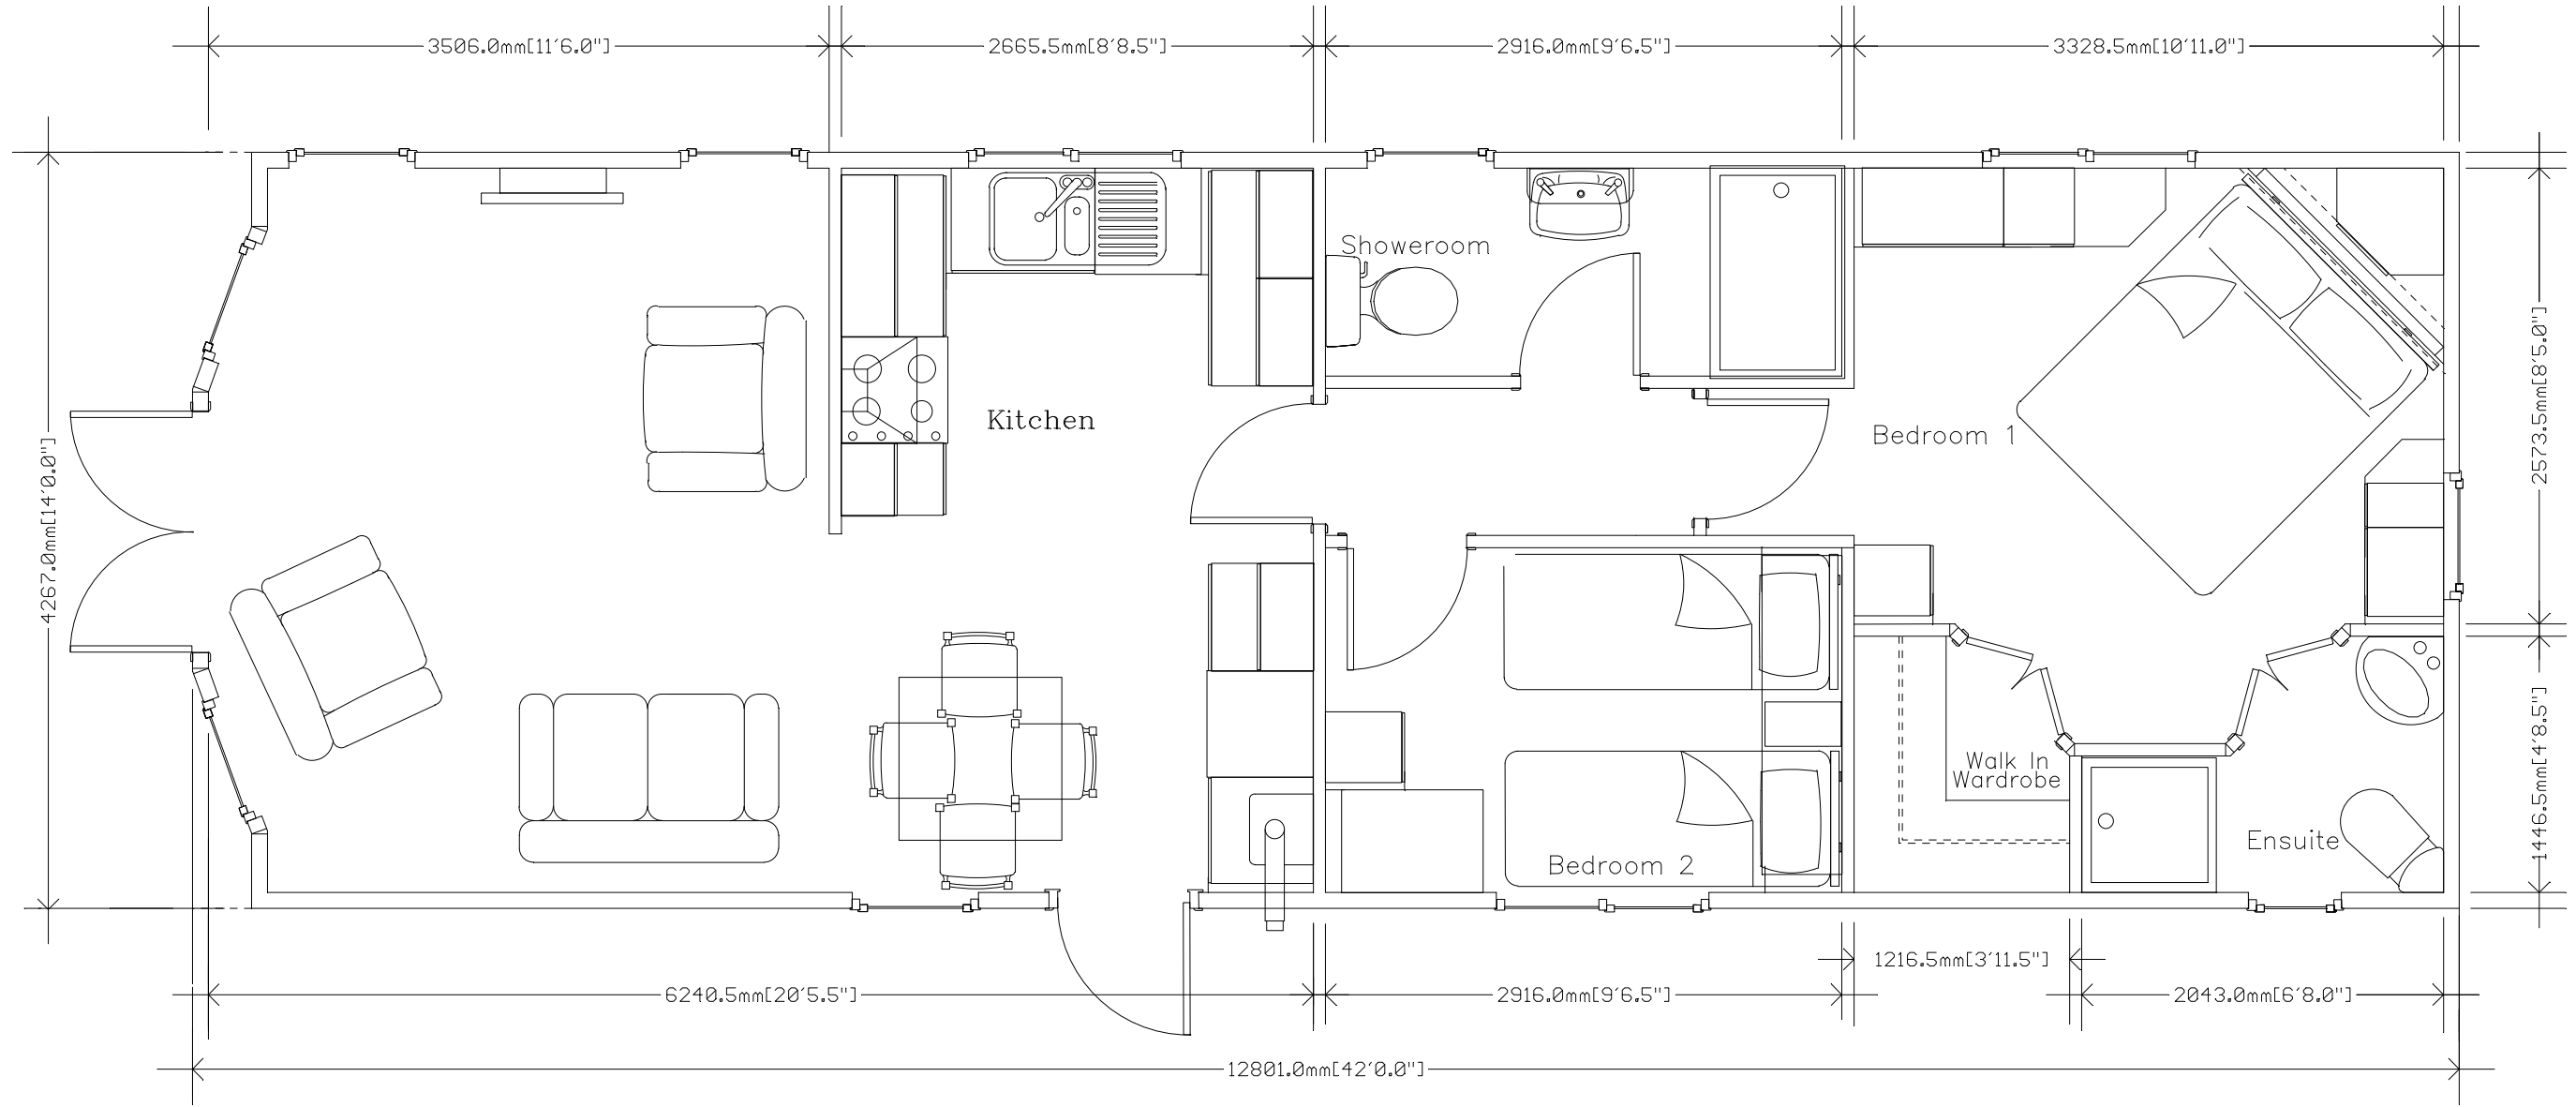 3506.0mm[11'6.0"]
2665.5mm[8'8.5"]
2916.0mm[9'6.5"]
3328.5mm[10'11.0"]
Showeroom
Kitchen
Bedroom 1
4267.0mm[14'0.0"]
2573.5mm[8'5.0"]
Walk In
Wardrobe
1446.5mm[4'8.5"]
Ensuite
Bedroom 2
1216.5mm[3'11.5"]
6240.5mm[20'5.5"]
2916.0mm[9'6.5"]
2043.0mm[6'8.0"]
12801.0mm[42'0.0"]